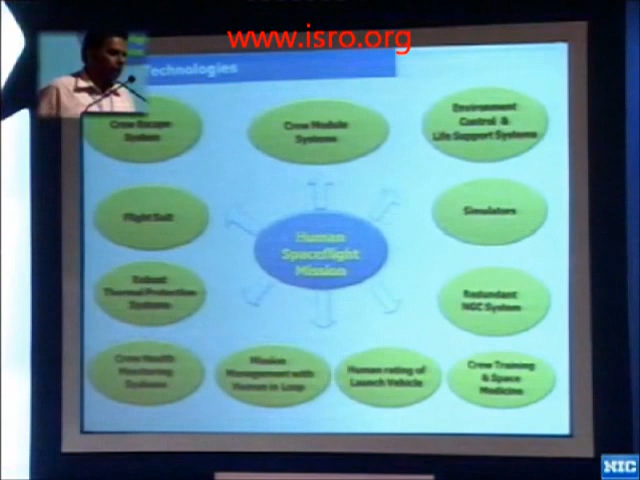 www.isro.org
Technologies
Crew Escape
System
Crew Module
Systems
Environment
Control &
Life Support Systems
Flight Suit
Simulators
Human
Spaceflight
Mission
Robust
Thermal Protection
Systems
Redundant
NGC System
Crew Health
Monitoring
Systems
Mission
Management with
Human in Loop
Human rating of
Launch Vehicle
Crew Training
& Space
Medicine
NIC